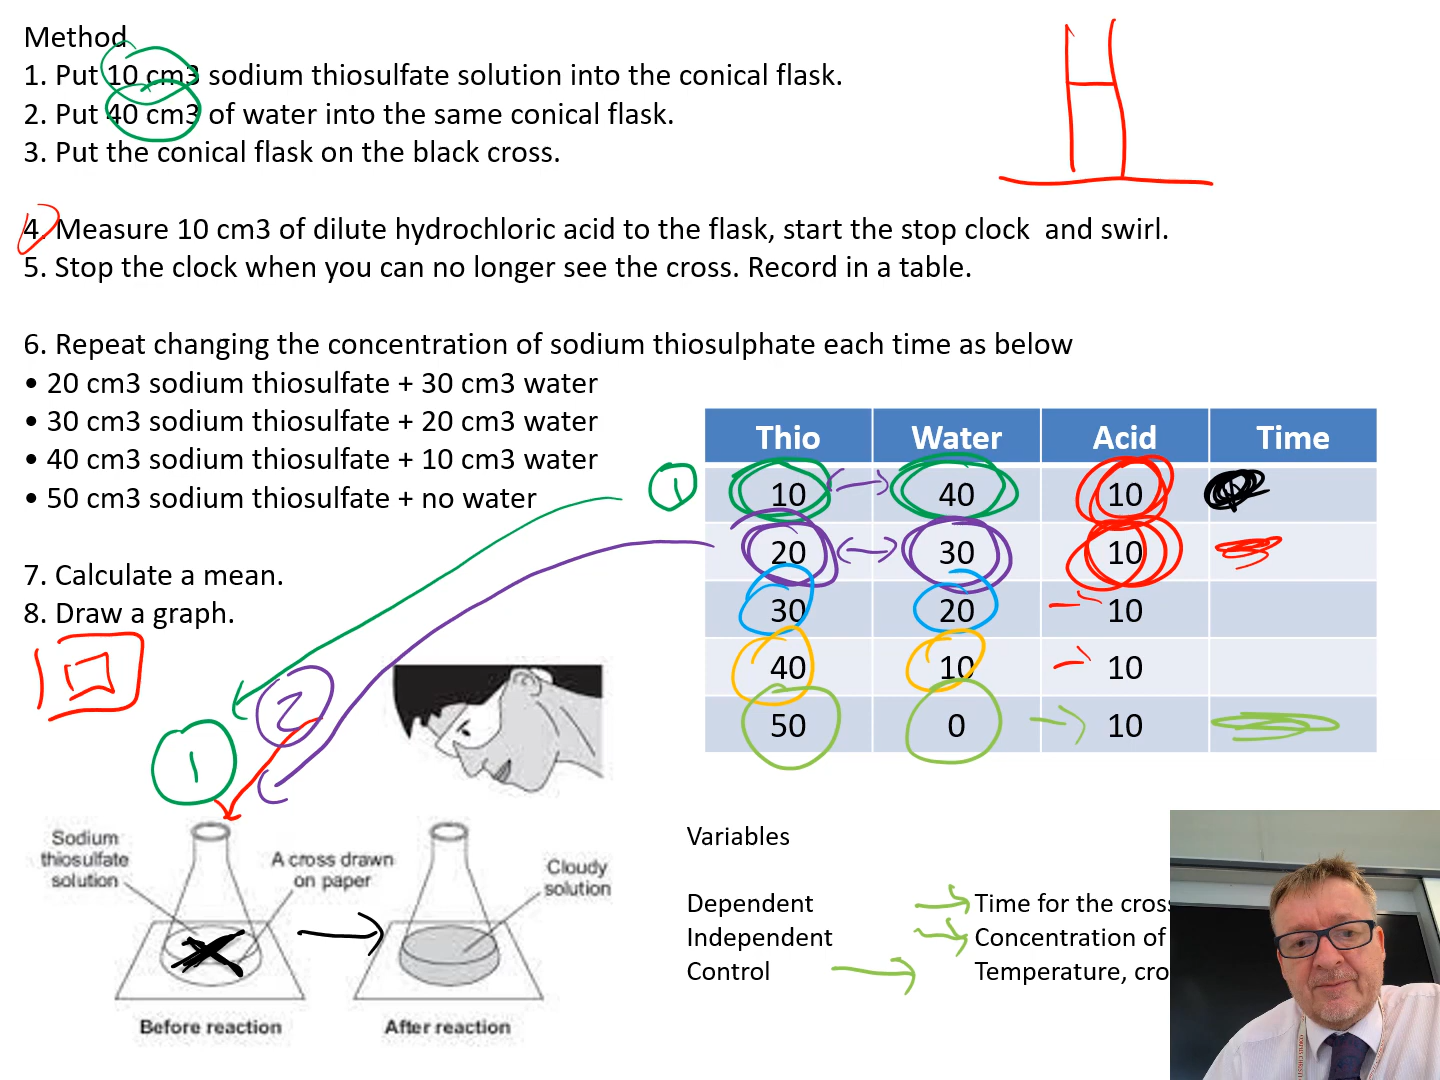 Method
1. Put 10 cm3 sodium thiosulfate solution into the conical flask.
2. Put 40 cm3 of water into the same conical flask.
3. Put the conical flask on the black cross.
4. Measure 10 cm3 of dilute hydrochloric acid to the flask, start the stop clock and swirl.
5. Stop the clock when you can no longer see the cross. Record in a table.
6. Repeat changing the concentration of sodium thiosulphate each time as below
• 20 cm3 sodium thiosulfate + 30 cm3 water
• 30 cm3 sodium thiosulfate + 20 cm3 water
• 40 cm3 sodium thiosulfate + 10 cm3 water
• 50 cm3 sodium thiosulfate + no water
7. Calculate a mean.
8. Draw a graph.
Thio Water Acid Time
1 10 40 10
20 30 10
30 20 10
40 10 10
50 0 10
2
1
Sodium
thiosulfate
solution
A cross drawn
on paper
Cloudy
solution
Before reaction
After reaction
Variables
Dependent Time for the cros
Independent Concentration of
Control Temperature, cro